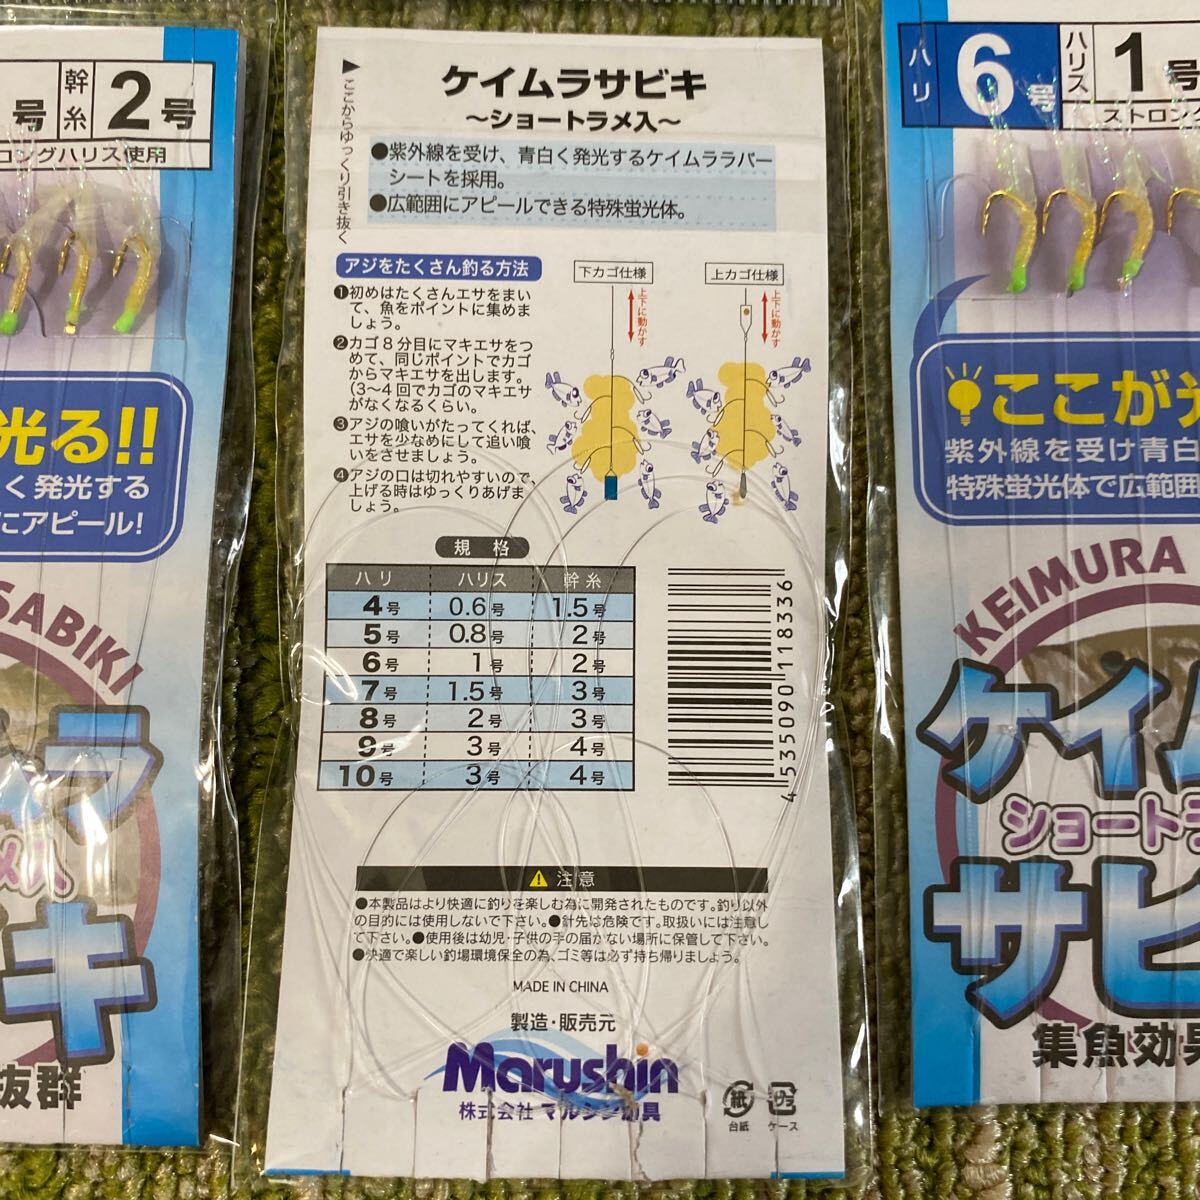 号 幹糸 2号
ロングハリス使用
光る!!
く発光する
にアピール!
SABIKI
ラ
メ入
キ
抜群
▶ここからゆっくり引き抜く
ケイムラサビキ
～ショートラメ入～
●紫外線を受け、青白く発光するケイムララバー
シートを採用。
●広範囲にアピールできる特殊蛍光体。
アジをたくさん釣る方法
❶初めはたくさんエサをまい
て、魚をポイントに集めま
しょう。
❷カゴ8分目にマキエサをつ
めて、同じポイントでカゴ
からマキエサを出します。
(3～4回でカゴのマキエサ
がなくなるくらい。
❸アジの喰いがたってくれば、
エサを少なめにして追い喰
いをさせましょう。
❹アジの口は切れやすいので、
上げる時はゆっくりあげま
しょう。
下カゴ仕様
上下に動かす
上カゴ仕様
上下に動かす
規格
ハリ ハリス 幹糸
4号 0.6号 1.5号
5号 0.8号 2号
6号 1号 2号
7号 1.5号 3号
8号 2号 3号
9号 3号 4号
10号 3号 4号
4 535090 118336
注意
●本製品はより快適に釣りを楽しむ為に開発されたものです。釣り以外
の目的には使用しないで下さい。●針先は危険です。取扱いには注意し
て下さい。●使用後は幼児・子供の手の届かない場所に保管して下さい。
●快適で楽しい釣場環境保全の為、ゴミ等は必ず持ち帰りましょう。
MADE IN CHINA
製造・販売元
Marushin
株式会社 マルシン漁具
紙
台紙
プラ
ケース
ハリ 6号 ハリス 1号
ストロング
ここが光
紫外線を受け青白
特殊蛍光体で広範囲
KEIMURA
ケイム
ショートラ
サビ
集魚効果